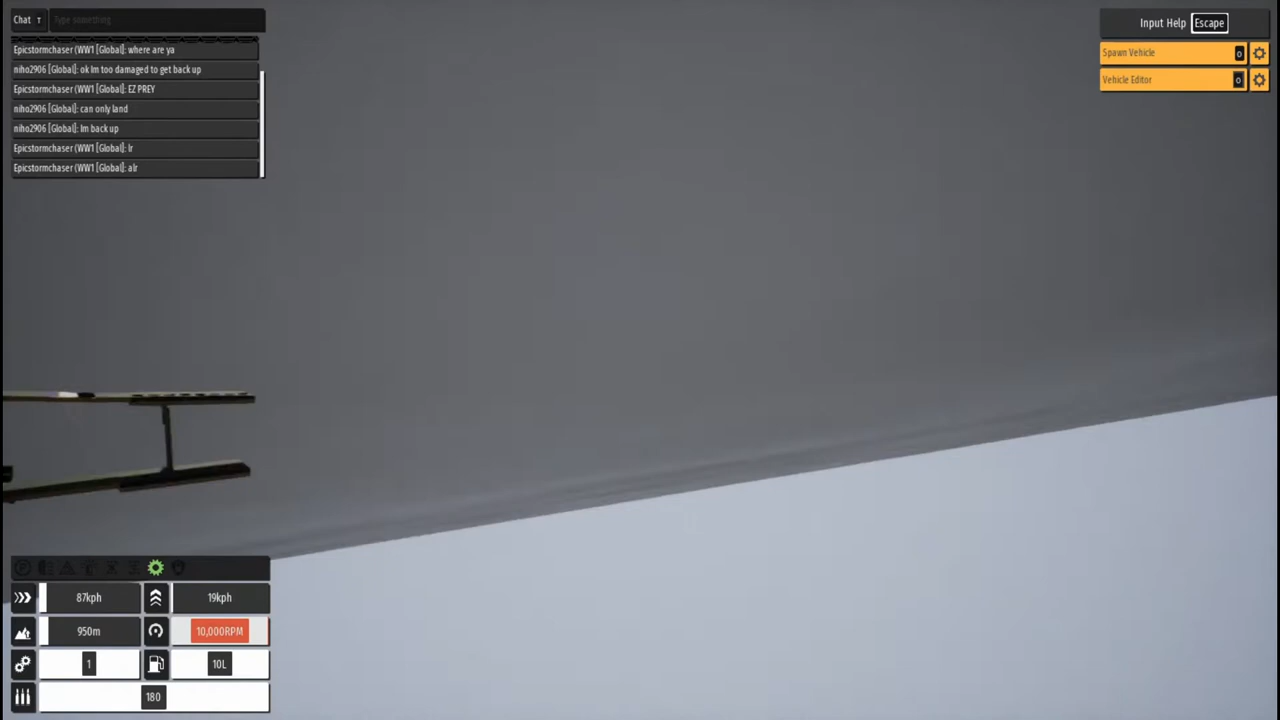 Chat T Type something
Epicstormchaser (WW1 [Global]: where are ya
niho2906 [Global]: ok Im too damaged to get back up
Epicstormchaser (WW1 [Global]: EZ PREY
niho2906 [Global]: can only land
niho2906 [Global]: Im back up
Epicstormchaser (WW1 [Global]: lr
Epicstormchaser (WW1 [Global]: alr
Input Help Escape
Spawn Vehicle
Vehicle Editor
87kph 19kph
950m 10,000RPM
1 10L
180